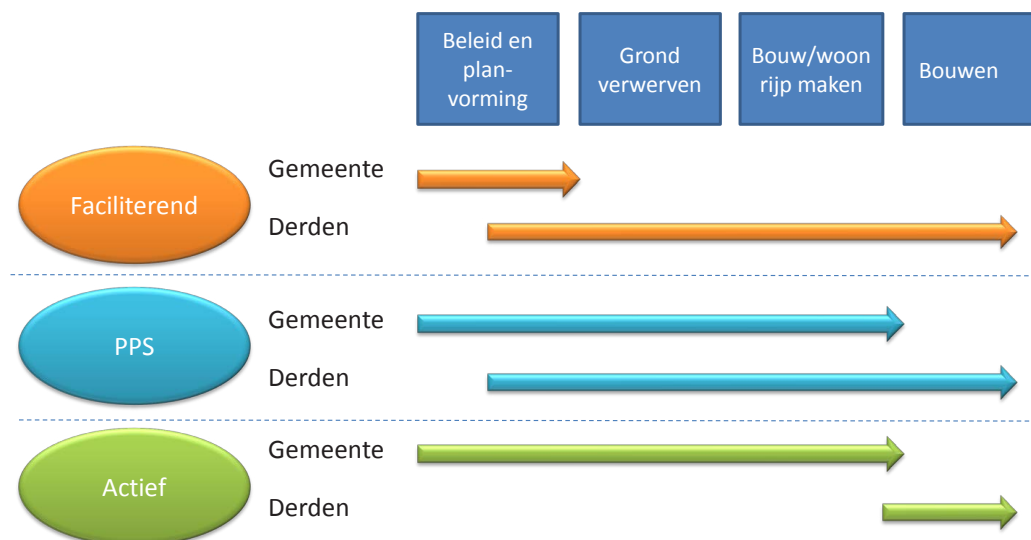 Beleid en
plan-
vorming
Grond
verwerven
Bouw/woon
rijp maken
Bouwen
Faciliterend
Gemeente
Derden
PPS
Gemeente
Derden
Actief
Gemeente
Derden